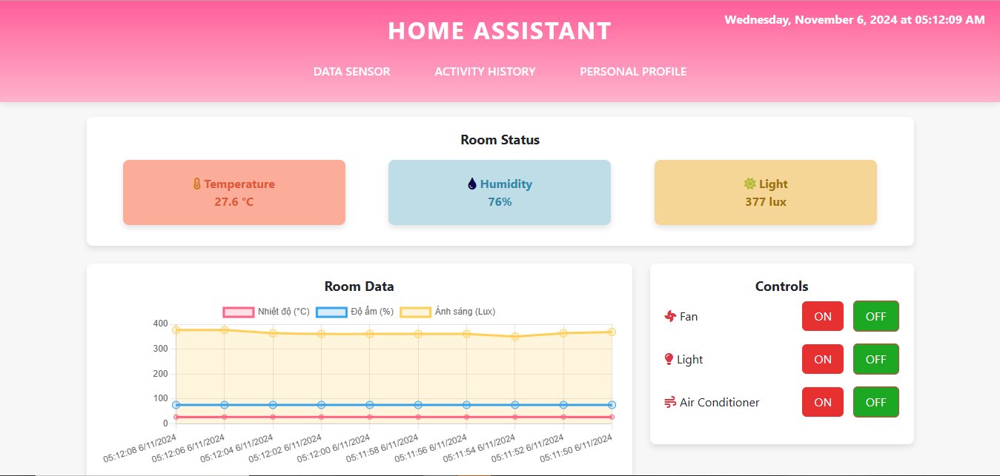 Wednesday, November 6, 2024 at 05:12:09 AM
HOME ASSISTANT
DATA SENSOR ACTIVITY HISTORY PERSONAL PROFILE
Room Status
Temperature
27.6 °C
Humidity
76%
Light
377 lux
Room Data
Nhiệt độ (°C) Độ ẩm (%) Ánh sáng (Lux)
400
300
200
100
0
05:12:08 6/11/2024
05:12:06 6/11/2024
05:12:04 6/11/2024
05:12:02 6/11/2024
05:12:00 6/11/2024
05:11:58 6/11/2024
05:11:56 6/11/2024
05:11:54 6/11/2024
05:11:52 6/11/2024
05:11:50 6/11/2024
Controls
Fan ON OFF
Light ON OFF
Air Conditioner ON OFF